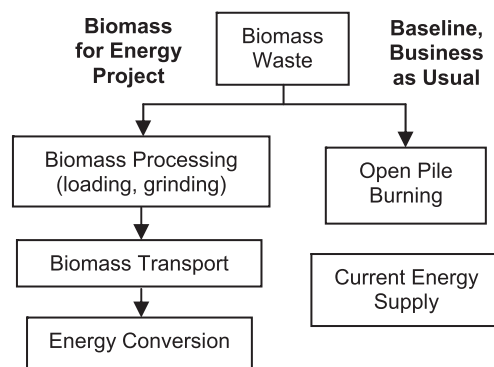 Biomass
for Energy
Project
Biomass
Waste
Baseline,
Business
as Usual
Biomass Processing
(loading, grinding)
Biomass Transport
Energy Conversion
Open Pile
Burning
Current Energy
Supply